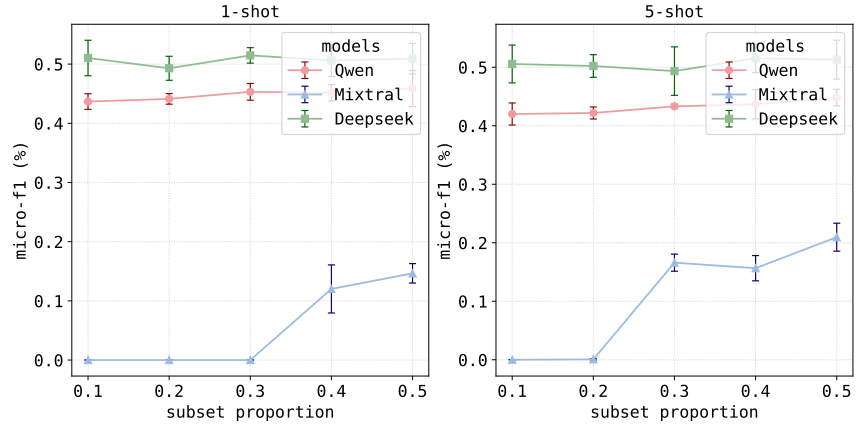 1-shot
micro-f1 (%)
0.5
0.4
0.3
0.2
0.1
0.0
models
Qwen
Mixtral
Deepseek
0.1 0.2 0.3 0.4 0.5
subset proportion
5-shot
micro-f1 (%)
0.5
0.4
0.3
0.2
0.1
0.0
models
Qwen
Mixtral
Deepseek
0.1 0.2 0.3 0.4 0.5
subset proportion